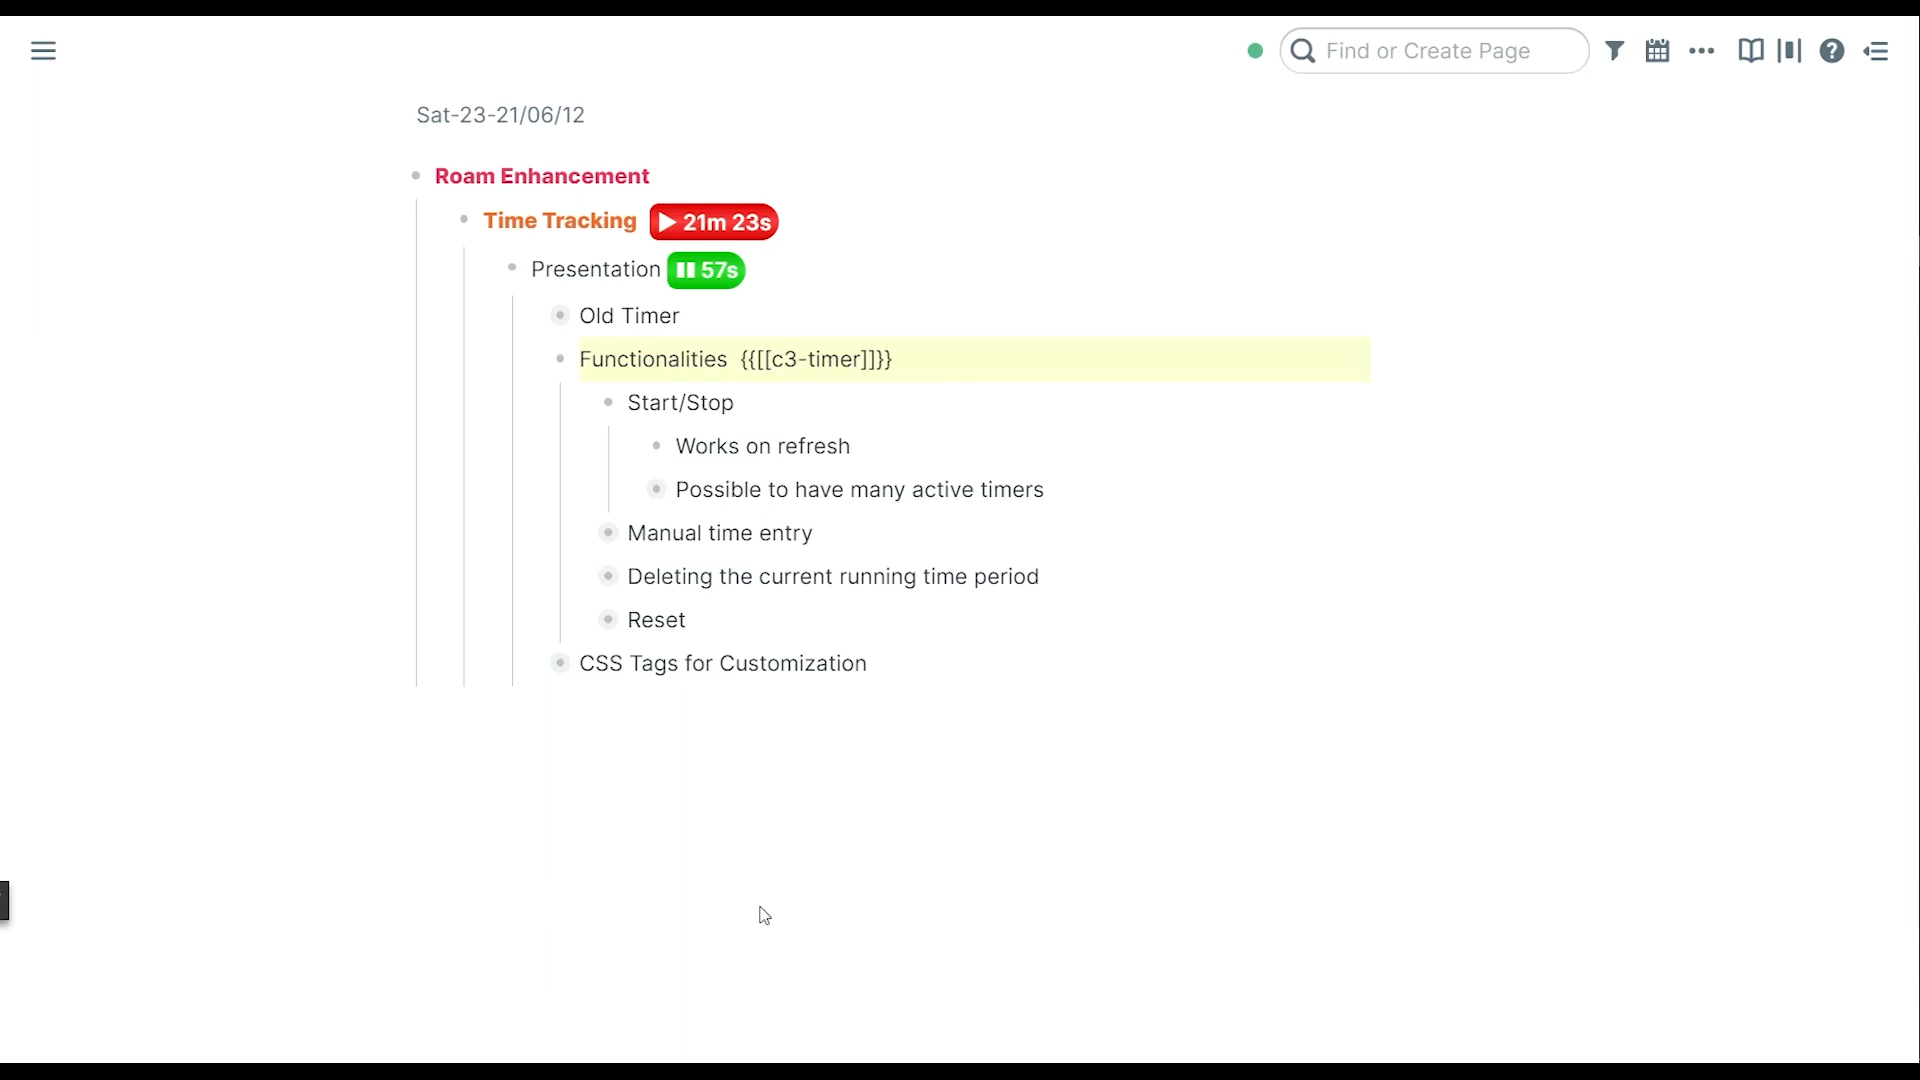 Find or Create Page
Sat-23-21/06/12
Roam Enhancement
Time Tracking 21m 23s
Presentation 57s
Old Timer
Functionalities {{[[c3-timer]]}}
Start/Stop
Works on refresh
Possible to have many active timers
Manual time entry
Deleting the current running time period
Reset
CSS Tags for Customization